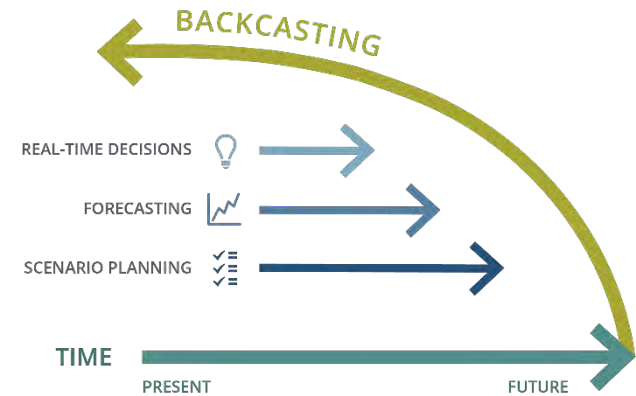 BACKCASTING
REAL-TIME DECISIONS
FORECASTING
SCENARIO PLANNING
TIME
PRESENT
FUTURE